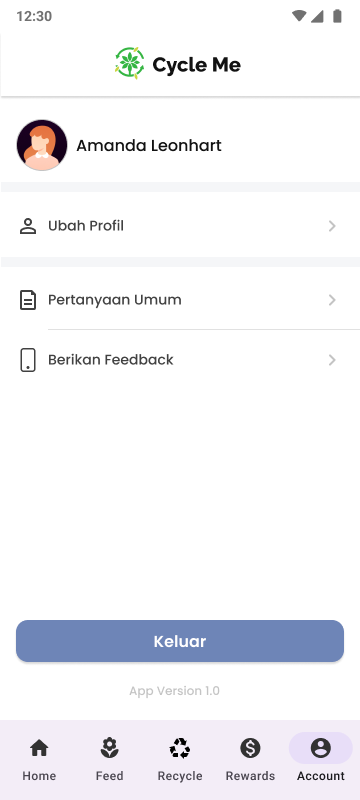 12:30
Cycle Me
Amanda Leonhart
Ubah Profil
Pertanyaan Umum
Berikan Feedback
Keluar
App Version 1.0
Home Feed Recycle Rewards Account